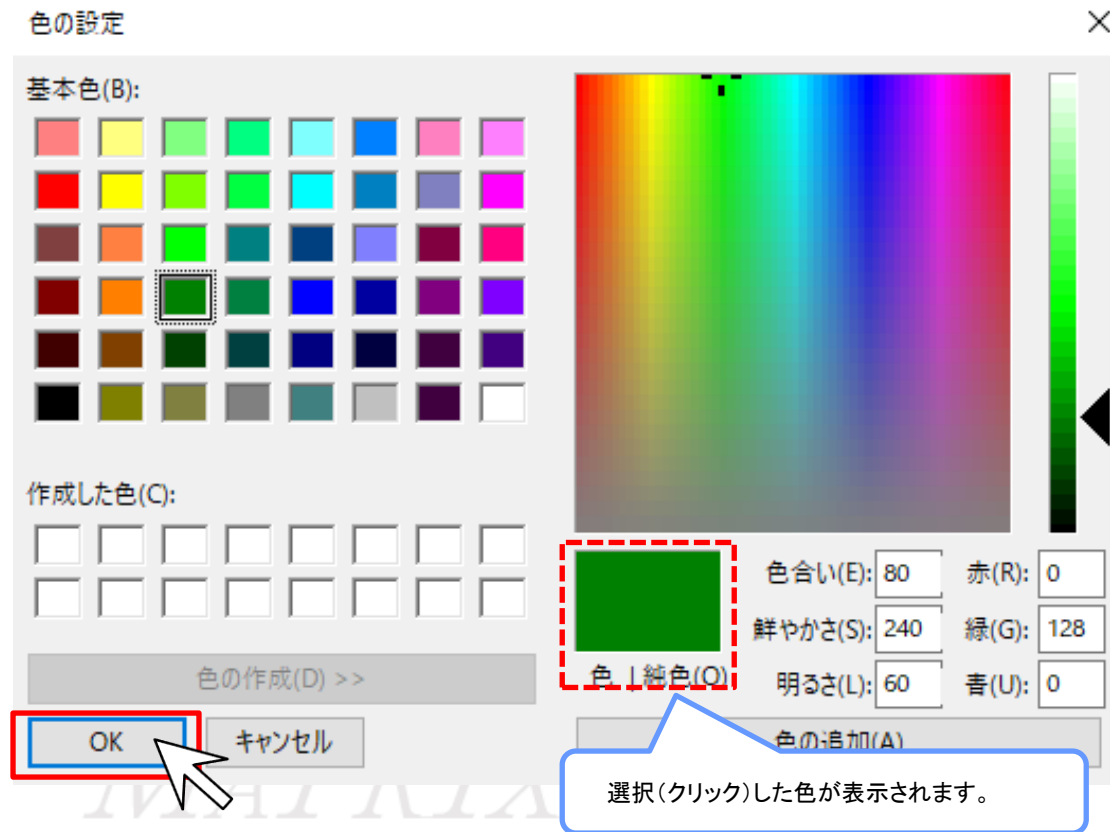 色の設定
基本色(B):
作成した色(C):
色の作成(D) >>
OK
キャンセル
色 | 純色(O)
色合い(E): 80
赤(R): 0
鮮やかさ(S): 240
緑(G): 128
明るさ(L): 60
青(U): 0
色の追加(A)
選択(クリック)した色が表示されます。
MATRIX